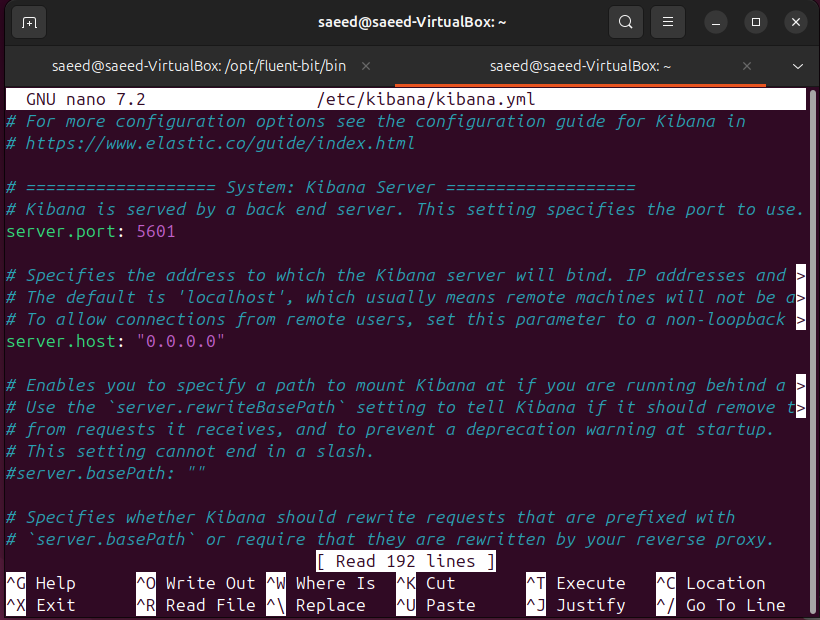 saeed@saeed-VirtualBox: ~
saeed@saeed-VirtualBox: /opt/fluent-bit/bin
saeed@saeed-VirtualBox: ~
GNU nano 7.2 /etc/kibana/kibana.yml
# For more configuration options see the configuration guide for Kibana in
# https://www.elastic.co/guide/index.html
# =================== System: Kibana Server ===================
# Kibana is served by a back end server. This setting specifies the port to use.
server.port: 5601
# Specifies the address to which the Kibana server will bind. IP addresses and >
# The default is 'localhost', which usually means remote machines will not be a>
# To allow connections from remote users, set this parameter to a non-loopback >
server.host: "0.0.0.0"
# Enables you to specify a path to mount Kibana at if you are running behind a >
# Use the `server.rewriteBasePath` setting to tell Kibana if it should remove t>
# from requests it receives, and to prevent a deprecation warning at startup.
# This setting cannot end in a slash.
#server.basePath: ""
# Specifies whether Kibana should rewrite requests that are prefixed with
# `server.basePath` or require that they are rewritten by your reverse proxy.
[ Read 192 lines ]
^G Help ^O Write Out ^W Where Is ^K Cut ^T Execute ^C Location
^X Exit ^R Read File ^\ Replace ^U Paste ^J Justify ^/ Go To Line